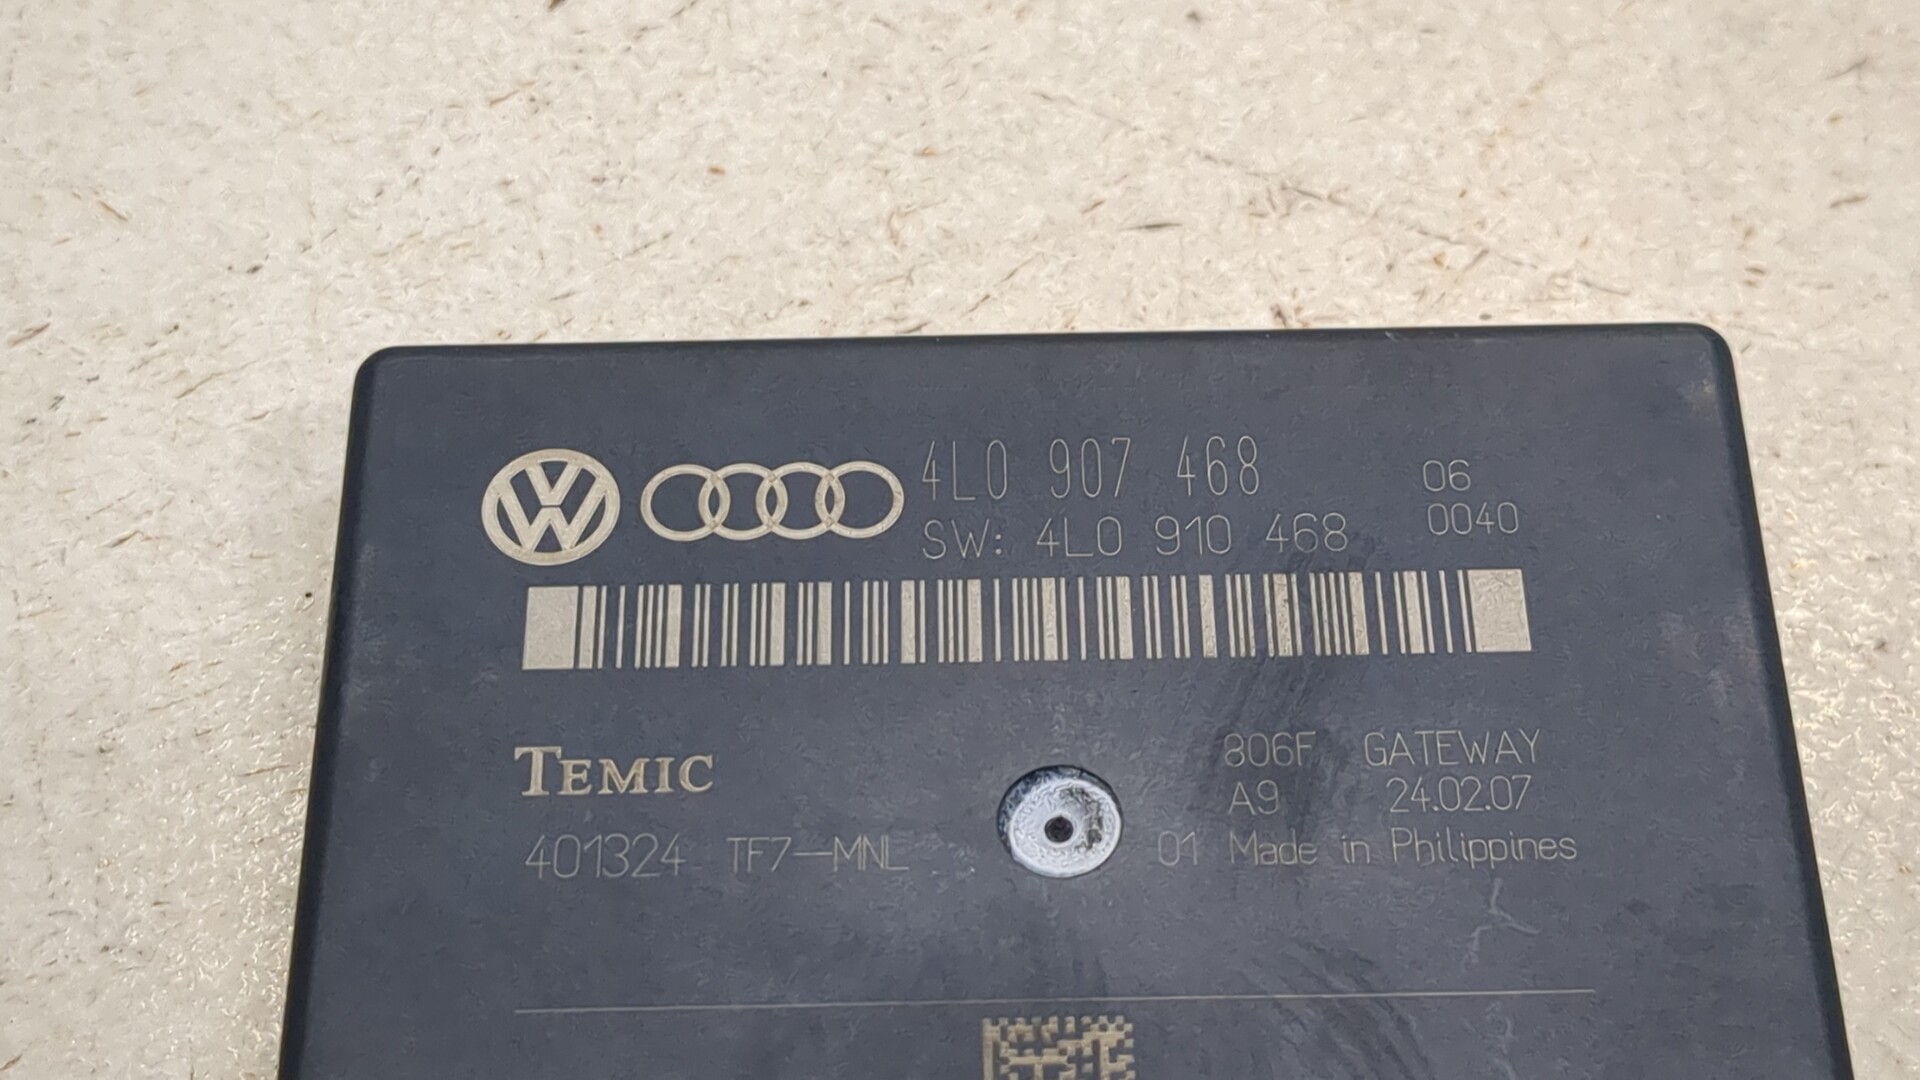 4L0 907 468 06
SW: 4L0 910 468 0040
TEMIC 806F GATEWAY
A9 24.02.07
401324 TF7-MNL 01 Made in Philippines